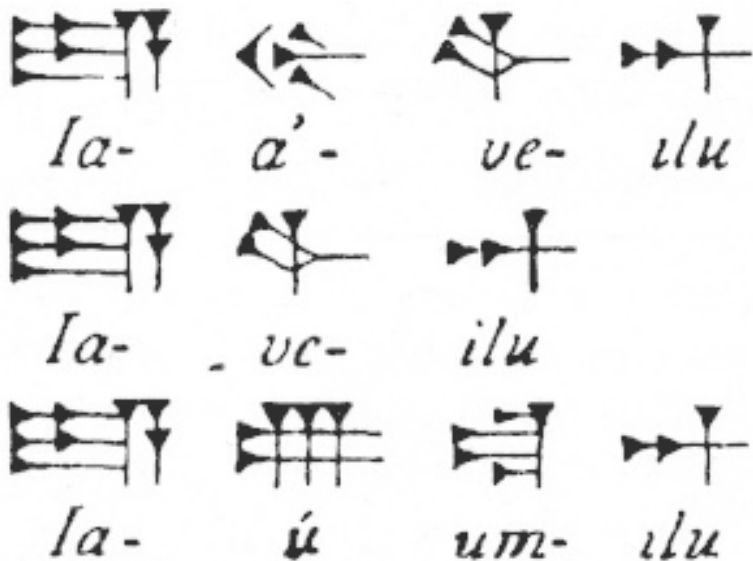 𒅀 𒀪 𒉿 𒀭
Ia- a’- ve- ilu
𒅀 𒉿 𒀭
Ia- ve- ilu
𒅀 𒌑 𒌝 𒀭
Ia- ú um- ilu